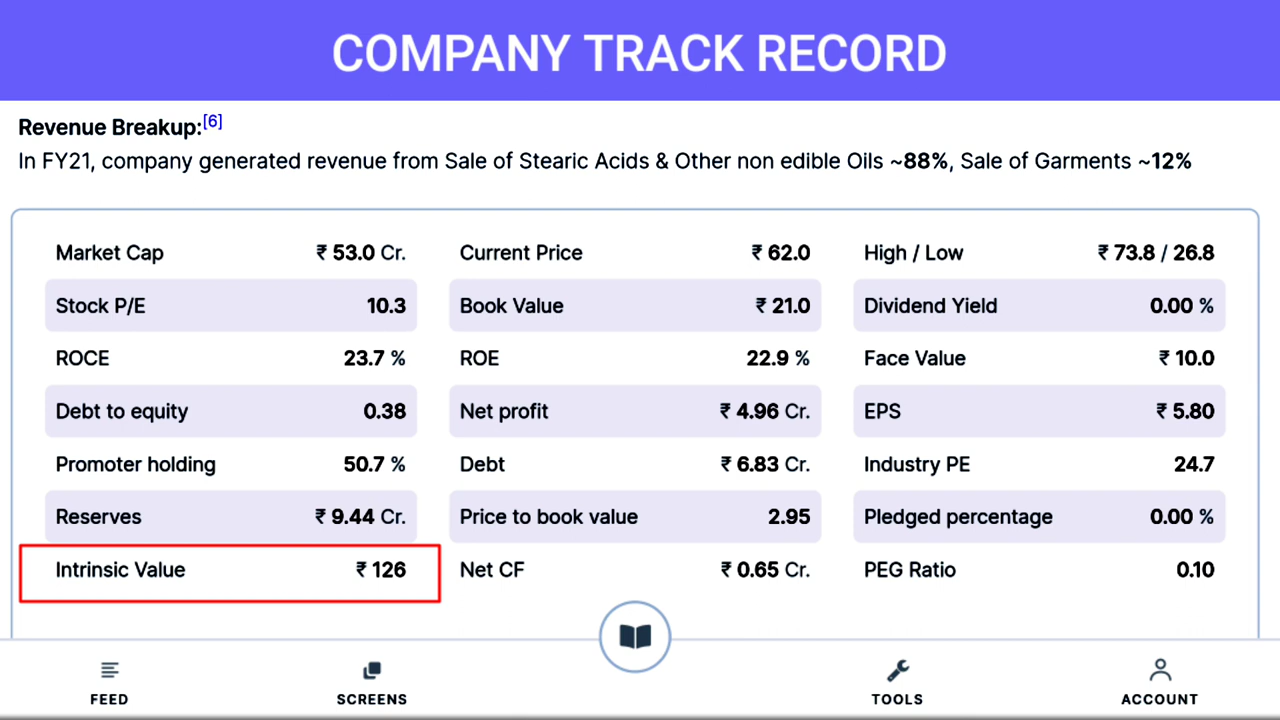 COMPANY TRACK RECORD
Revenue Breakup:[6]
In FY21, company generated revenue from Sale of Stearic Acids & Other non edible Oils ~88%, Sale of Garments ~12%
Market Cap ₹ 53.0 Cr. Current Price ₹ 62.0 High / Low ₹ 73.8 / 26.8
Stock P/E 10.3 Book Value ₹ 21.0 Dividend Yield 0.00 %
ROCE 23.7 % ROE 22.9 % Face Value ₹ 10.0
Debt to equity 0.38 Net profit ₹ 4.96 Cr. EPS ₹ 5.80
Promoter holding 50.7 % Debt ₹ 6.83 Cr. Industry PE 24.7
Reserves ₹ 9.44 Cr. Price to book value 2.95 Pledged percentage 0.00 %
Intrinsic Value ₹ 126 Net CF ₹ 0.65 Cr. PEG Ratio 0.10
FEED SCREENS TOOLS ACCOUNT